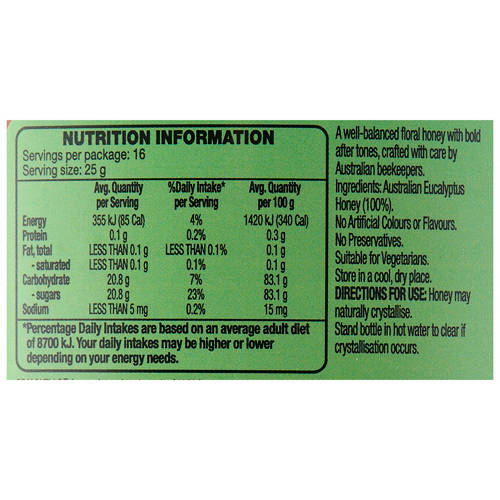 NUTRITION INFORMATION
Servings per package: 16
Serving size: 25 g
Avg. Quantity per Serving %Daily Intake* per Serving Avg. Quantity per 100 g
Energy 355 kJ (85 Cal) 4% 1420 kJ (340 Cal)
Protein 0.1 g 0.2% 0.3 g
Fat, total LESS THAN 0.1 g LESS THAN 0.1% 0.1 g
- saturated LESS THAN 0.1 g 0.1% 0.1 g
Carbohydrate 20.8 g 7% 83.1 g
- sugars 20.8 g 23% 83.1 g
Sodium LESS THAN 5 mg 0.2% 15 mg
*Percentage Daily Intakes are based on an average adult diet
of 8700 kJ. Your daily intakes may be higher or lower
depending on your energy needs.
A well-balanced floral honey with bold
after tones, crafted with care by
Australian beekeepers.
Ingredients: Australian Eucalyptus
Honey (100%).
No Artificial Colours or Flavours.
No Preservatives.
Suitable for Vegetarians.
Store in a cool, dry place.
DIRECTIONS FOR USE: Honey may
naturally crystallise.
Stand bottle in hot water to clear if
crystallisation occurs.